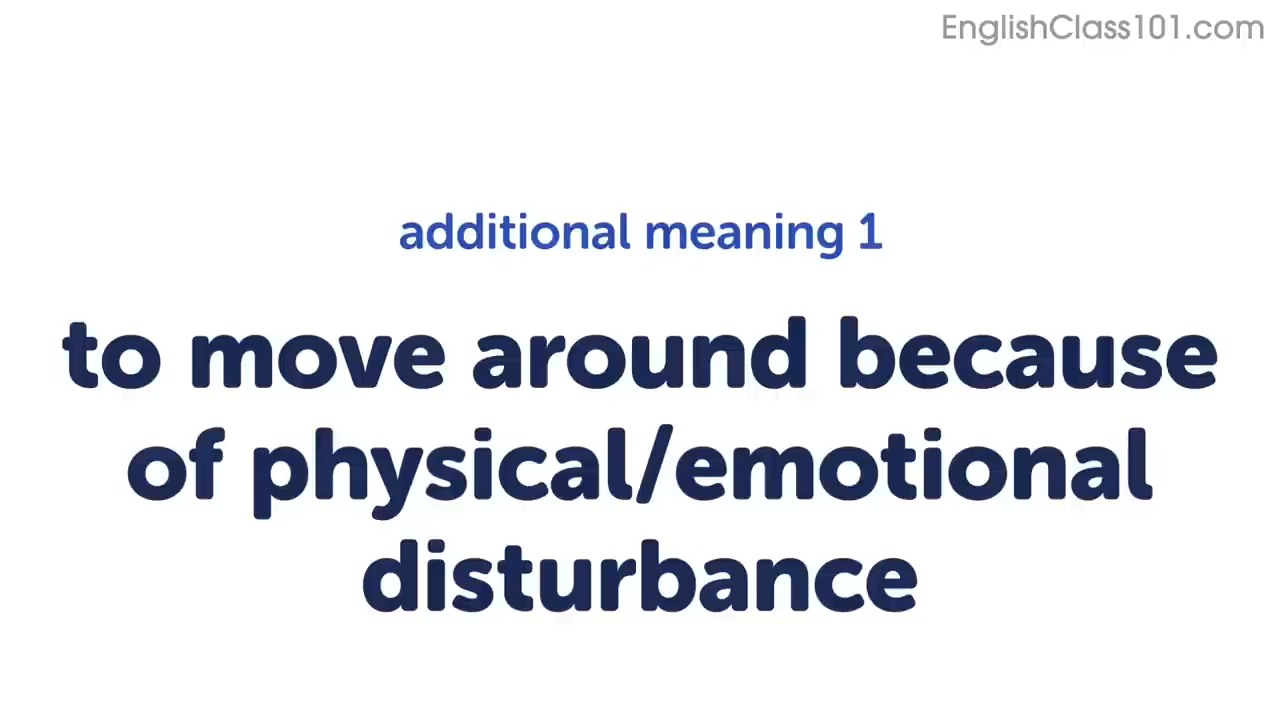 EnglishClass101.com
additional meaning 1
to move around because
of physical/emotional
disturbance